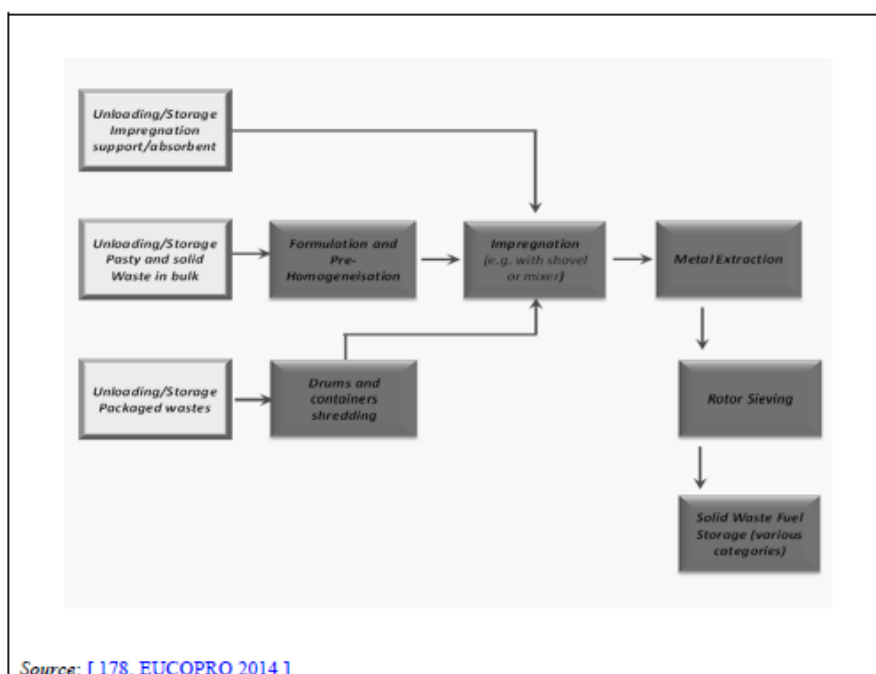 Unloading/Storage
Impregnation
support/absorbent
Unloading/Storage
Pasty and solid
Waste in bulk
Formulation and
Pre-
Homogeneisation
Impregnation
(e.g. with shovel
or mixer)
Metal Extraction
Unloading/Storage
Packaged wastes
Drums and
containers
shredding
Rotor Sieving
Solid Waste Fuel
Storage (various
categories)
Source: [ 178, EUCOPRO 2014 ]